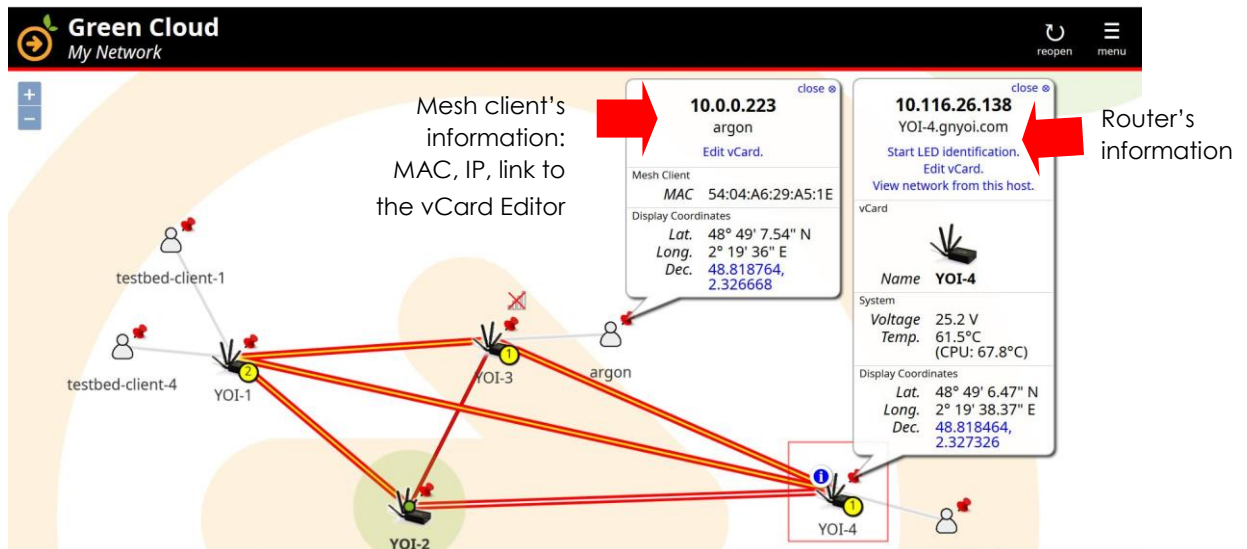 Green Cloud
My Network
reopen
menu
+
−
Mesh client's
information:
MAC, IP, link to
the vCard Editor
close ⊗
10.0.0.223
argon
Edit vCard.
Mesh Client
MAC 54:04:A6:29:A5:1E
Display Coordinates
Lat. 48° 49' 7.54" N
Long. 2° 19' 36" E
Dec. 48.818764,
2.326668
close ⊗
10.116.26.138
YOI-4.gnyoi.com
Start LED identification.
Edit vCard.
View network from this host.
vCard
Name YOI-4
System
Voltage 25.2 V
Temp. 61.5°C
(CPU: 67.8°C)
Display Coordinates
Lat. 48° 49' 6.47" N
Long. 2° 19' 38.37" E
Dec. 48.818464,
2.327326
Router's
information
testbed-client-1
testbed-client-4
2
YOI-1
1
YOI-3
argon
YOI-2
i
1
YOI-4